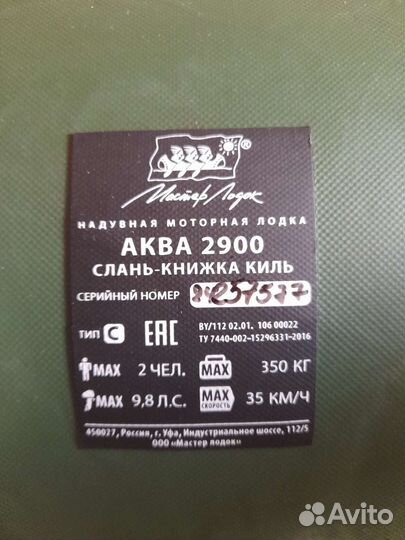 ®
Мастер Лодок
НАДУВНАЯ МОТОРНАЯ ЛОДКА
АКВА 2900
СЛАНЬ-КНИЖКА КИЛЬ
СЕРИЙНЫЙ НОМЕР
ТИП C ЕАС BY/112 02.01. 106 00022
ТУ 7440-002-15296331-2016
MAX 2 ЧЕЛ. MAX 350 КГ
MAX 9,8 Л.С. MAX СКОРОСТЬ 35 КМ/Ч
450027, Россия, г. Уфа, Индустриальное шоссе, 112/5
ООО «Мастер лодок»
Avito